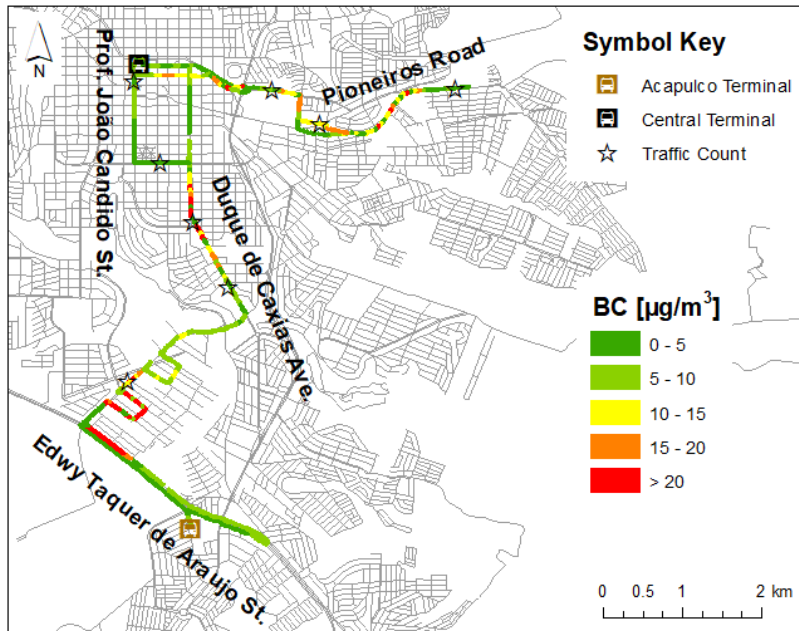 Prof. João Candido St.
Pioneiros Road
Duque de Caxias Ave.
Edwy Taquer de Araujo St.
N
Symbol Key
Acapulco Terminal
Central Terminal
Traffic Count
BC [µg/m³]
0 - 5
5 - 10
10 - 15
15 - 20
> 20
0 0.5 1 2 km